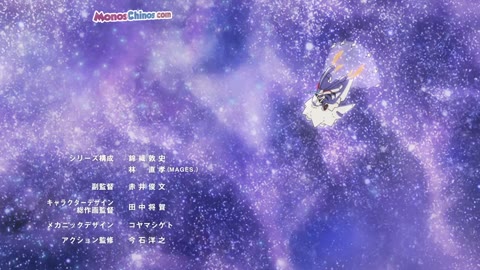 MonosChinos.com
シリーズ構成 錦織敦史
林 直孝(MAGES.)
副監督 赤井俊文
キャラクターデザイン
総作画監督 田中将賀
メカニックデザイン コヤマシゲト
アクション監修 今石洋之